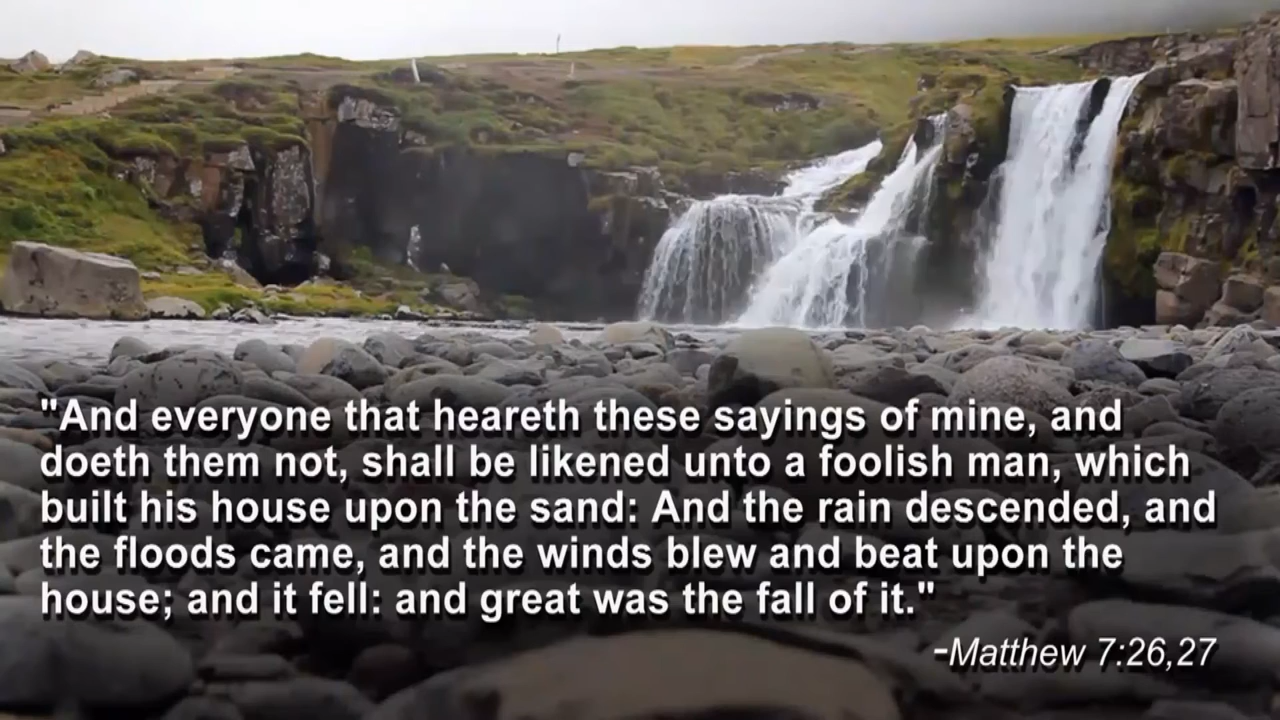 "And everyone that heareth these sayings of mine, and
doeth them not, shall be likened unto a foolish man, which
built his house upon the sand: And the rain descended, and
the floods came, and the winds blew and beat upon the
house; and it fell: and great was the fall of it."
-Matthew 7:26,27